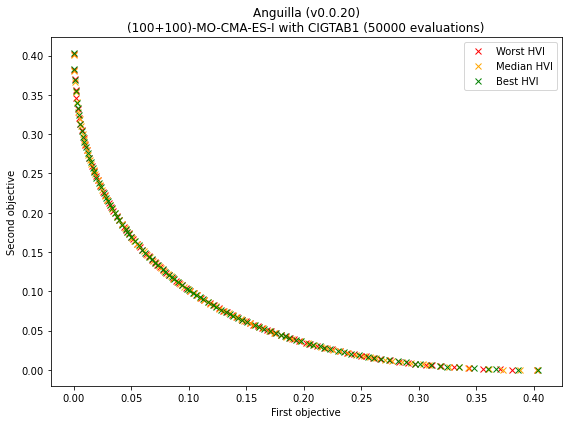 Anguilla (v0.0.20)
(100+100)-MO-CMA-ES-I with CIGTAB1 (50000 evaluations)
Worst HVI
Median HVI
Best HVI
Second objective
0.40
0.35
0.30
0.25
0.20
0.15
0.10
0.05
0.00
0.00 0.05 0.10 0.15 0.20 0.25 0.30 0.35 0.40
First objective